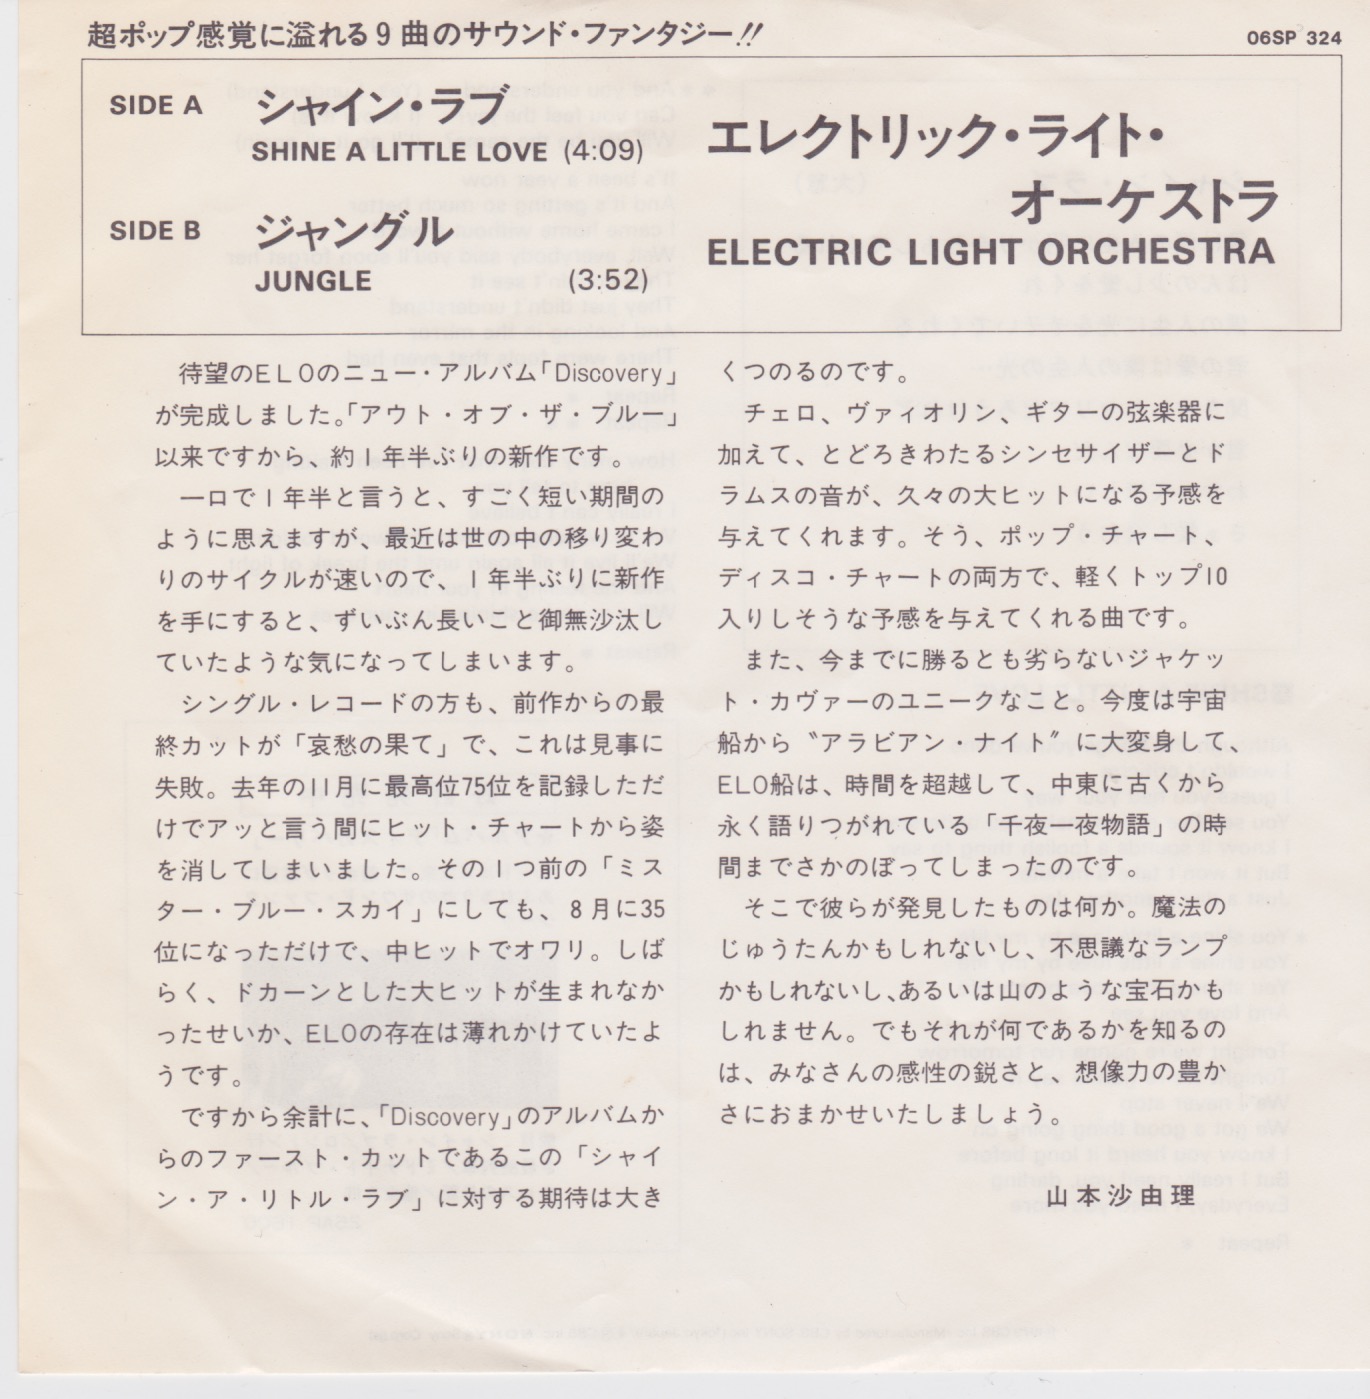 超ポップ感覚に溢れる9曲のサウンド・ファンタジー!!
06SP 324
SIDE A シャイン・ラブ
SHINE A LITTLE LOVE (4:09)
SIDE B ジャングル
JUNGLE (3:52)
エレクトリック・ライト・
オーケストラ
ELECTRIC LIGHT ORCHESTRA
待望のELOのニュー・アルバム「Discovery」
が完成しました。「アウト・オブ・ザ・ブルー」
以来ですから、約1年半ぶりの新作です。
一口で1年半と言うと、すごく短い期間の
ように思えますが、最近は世の中の移り変わ
りのサイクルが速いので、1年半ぶりに新作
を手にすると、ずいぶん長いこと御無沙汰し
ていたような気になってしまいます。
シングル・レコードの方も、前作からの最
終カットが「哀愁の果て」で、これは見事に
失敗。去年の11月に最高位75位を記録しただ
けでアッと言う間にヒット・チャートから姿
を消してしまいました。その1つ前の「ミス
ター・ブルー・スカイ」にしても、8月に35
位になっただけで、中ヒットでオワリ。しば
らく、ドカーンとした大ヒットが生まれなか
ったせいか、ELOの存在は薄れかけていたよ
うです。
ですから余計に、「Discovery」のアルバムか
らのファースト・カットであるこの「シャイ
ン・ア・リトル・ラブ」に対する期待は大き
くつのるのです。
チェロ、ヴァィオリン、ギターの弦楽器に
加えて、とどろきわたるシンセサイザーとド
ラムスの音が、久々の大ヒットになる予感を
与えてくれます。そう、ポップ・チャート、
ディスコ・チャートの両方で、軽くトップ10
入りしそうな予感を与えてくれる曲です。
また、今までに勝るとも劣らないジャケッ
ト・カヴァーのユニークなこと。今度は宇宙
船から〝アラビアン・ナイト〟に大変身して、
ELO船は、時間を超越して、中東に古くから
永く語りつがれている「千夜一夜物語」の時
間までさかのぼってしまったのです。
そこで彼らが発見したものは何か。魔法の
じゅうたんかもしれないし、不思議なランプ
かもしれないし、あるいは山のような宝石かも
しれません。でもそれが何であるかを知るの
は、みなさんの感性の鋭さと、想像力の豊か
さにおまかせいたしましょう。
山本沙由理